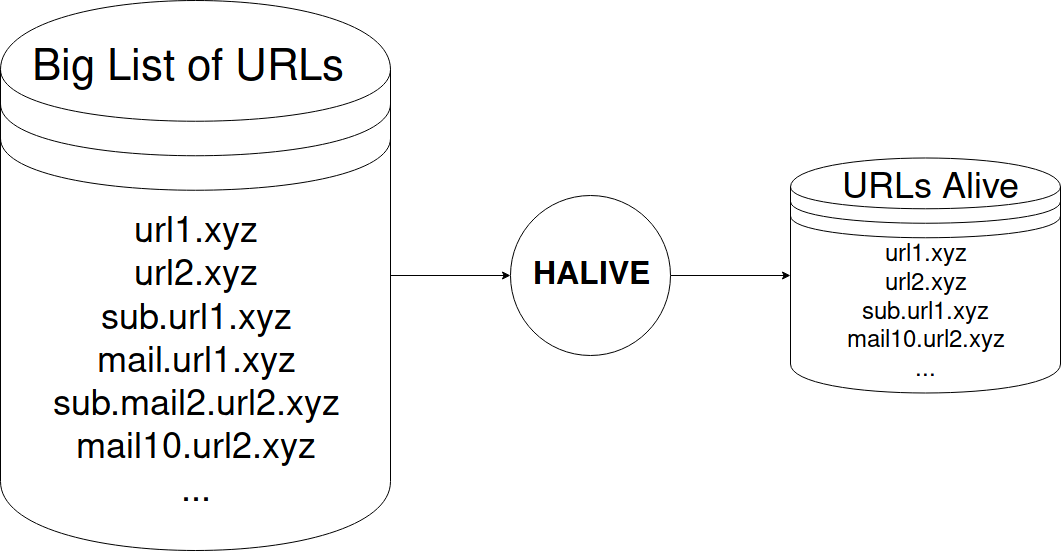 Big List of URLs
url1.xyz
url2.xyz
sub.url1.xyz
mail.url1.xyz
sub.mail2.url2.xyz
mail10.url2.xyz
...
HALIVE
URLs Alive
url1.xyz
url2.xyz
sub.url1.xyz
mail10.url2.xyz
...